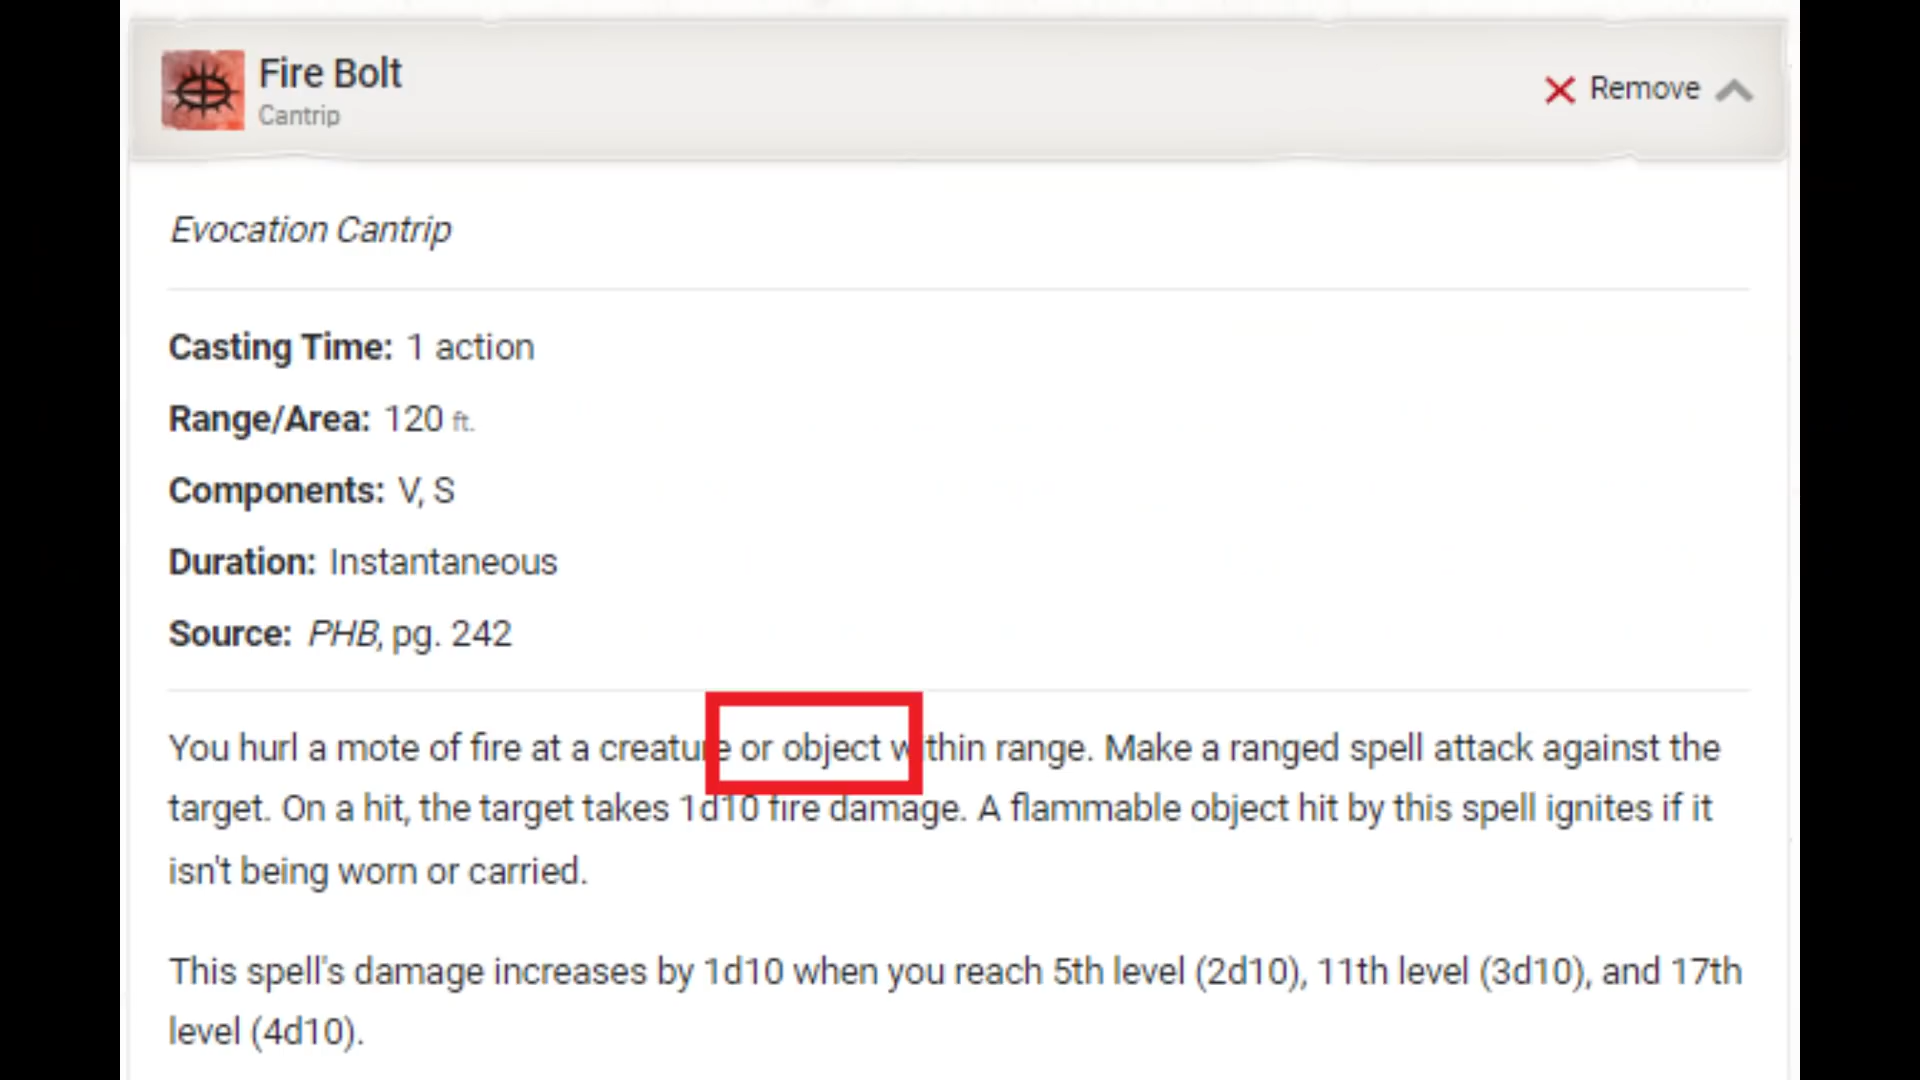 Fire Bolt
Remove
Cantrip
Evocation Cantrip
Casting Time: 1 action
Range/Area: 120 ft.
Components: V, S
Duration: Instantaneous
Source: PHB, pg. 242
You hurl a mote of fire at a creature or object within range. Make a ranged spell attack against the
target. On a hit, the target takes 1d10 fire damage. A flammable object hit by this spell ignites if it
isn't being worn or carried.
This spell's damage increases by 1d10 when you reach 5th level (2d10), 11th level (3d10), and 17th
level (4d10).